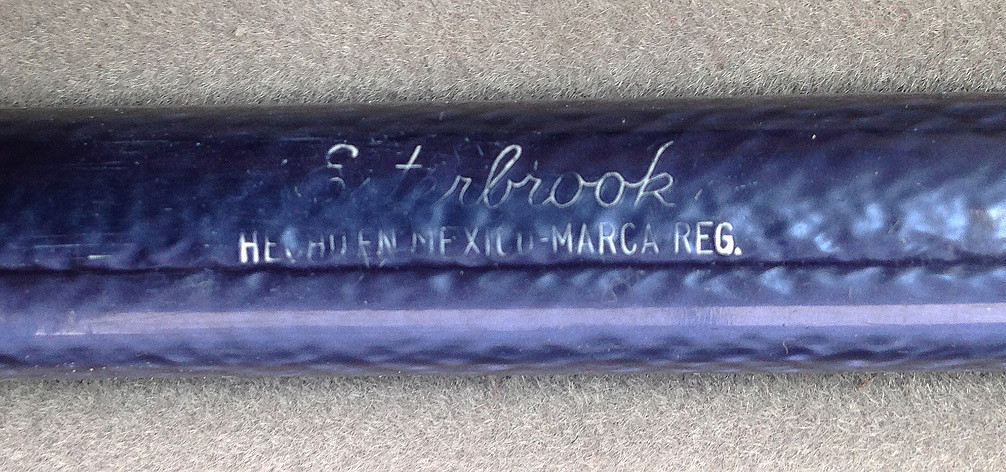 Esterbrook
HECHO EN MEXICO-MARCA REG.